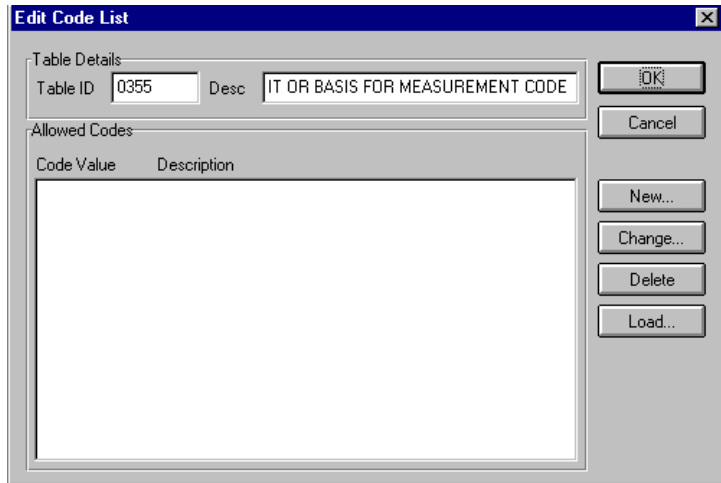 Edit Code List
Table Details
Table ID 0355 Desc IT OR BASIS FOR MEASUREMENT CODE
OK
Cancel
Allowed Codes
Code Value Description
New...
Change...
Delete
Load...